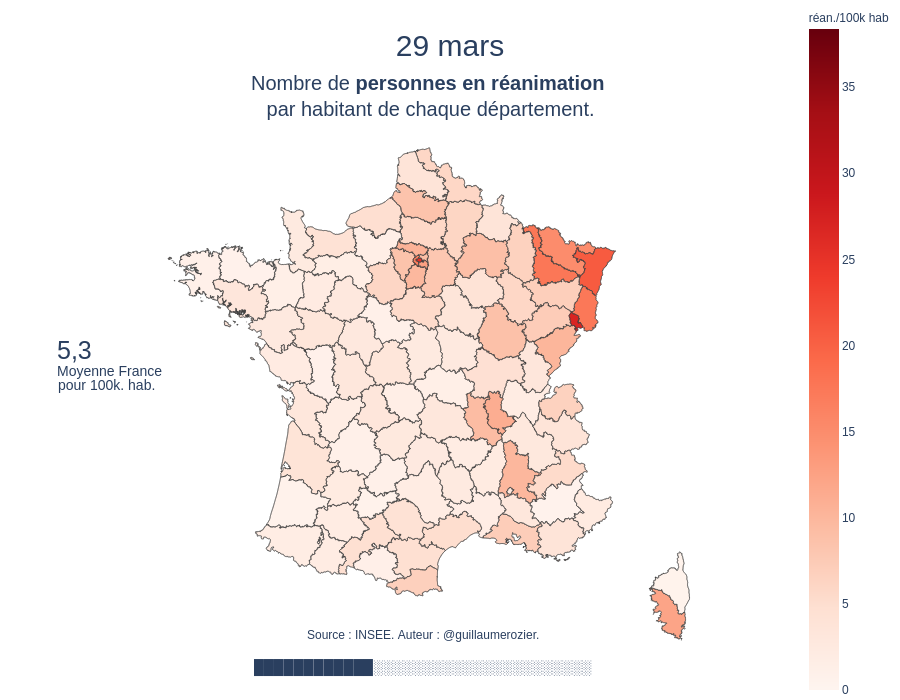 29 mars
Nombre de personnes en réanimation
par habitant de chaque département.
réan./100k hab
35
30
25
20
15
10
5
0
5,3
Moyenne France
pour 100k. hab.
Source : INSEE. Auteur : @guillaumerozier.